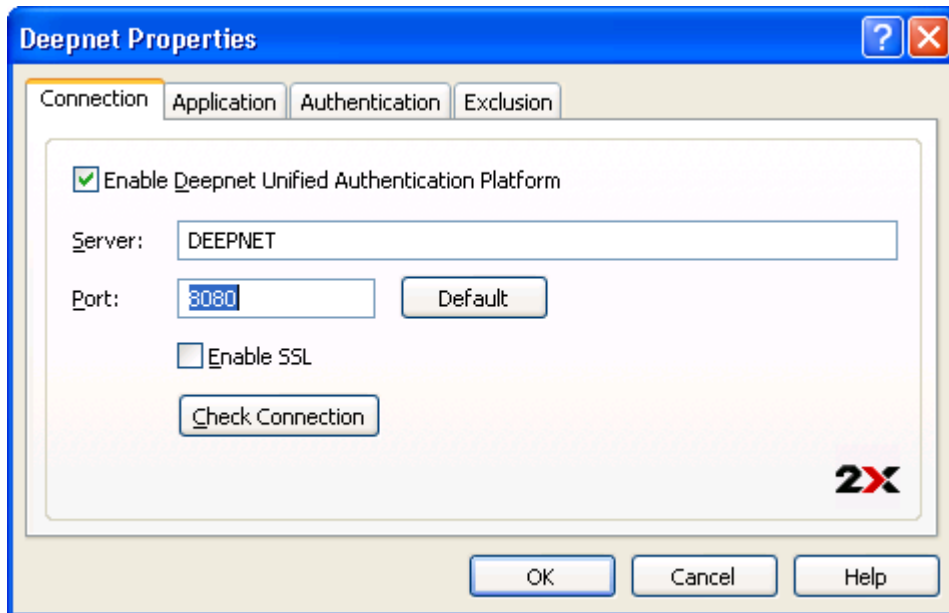 Deepnet Properties
Connection Application Authentication Exclusion
Enable Deepnet Unified Authentication Platform
Server: DEEPNET
Port: 8080 Default
Enable SSL
Check Connection
2X
OK Cancel Help